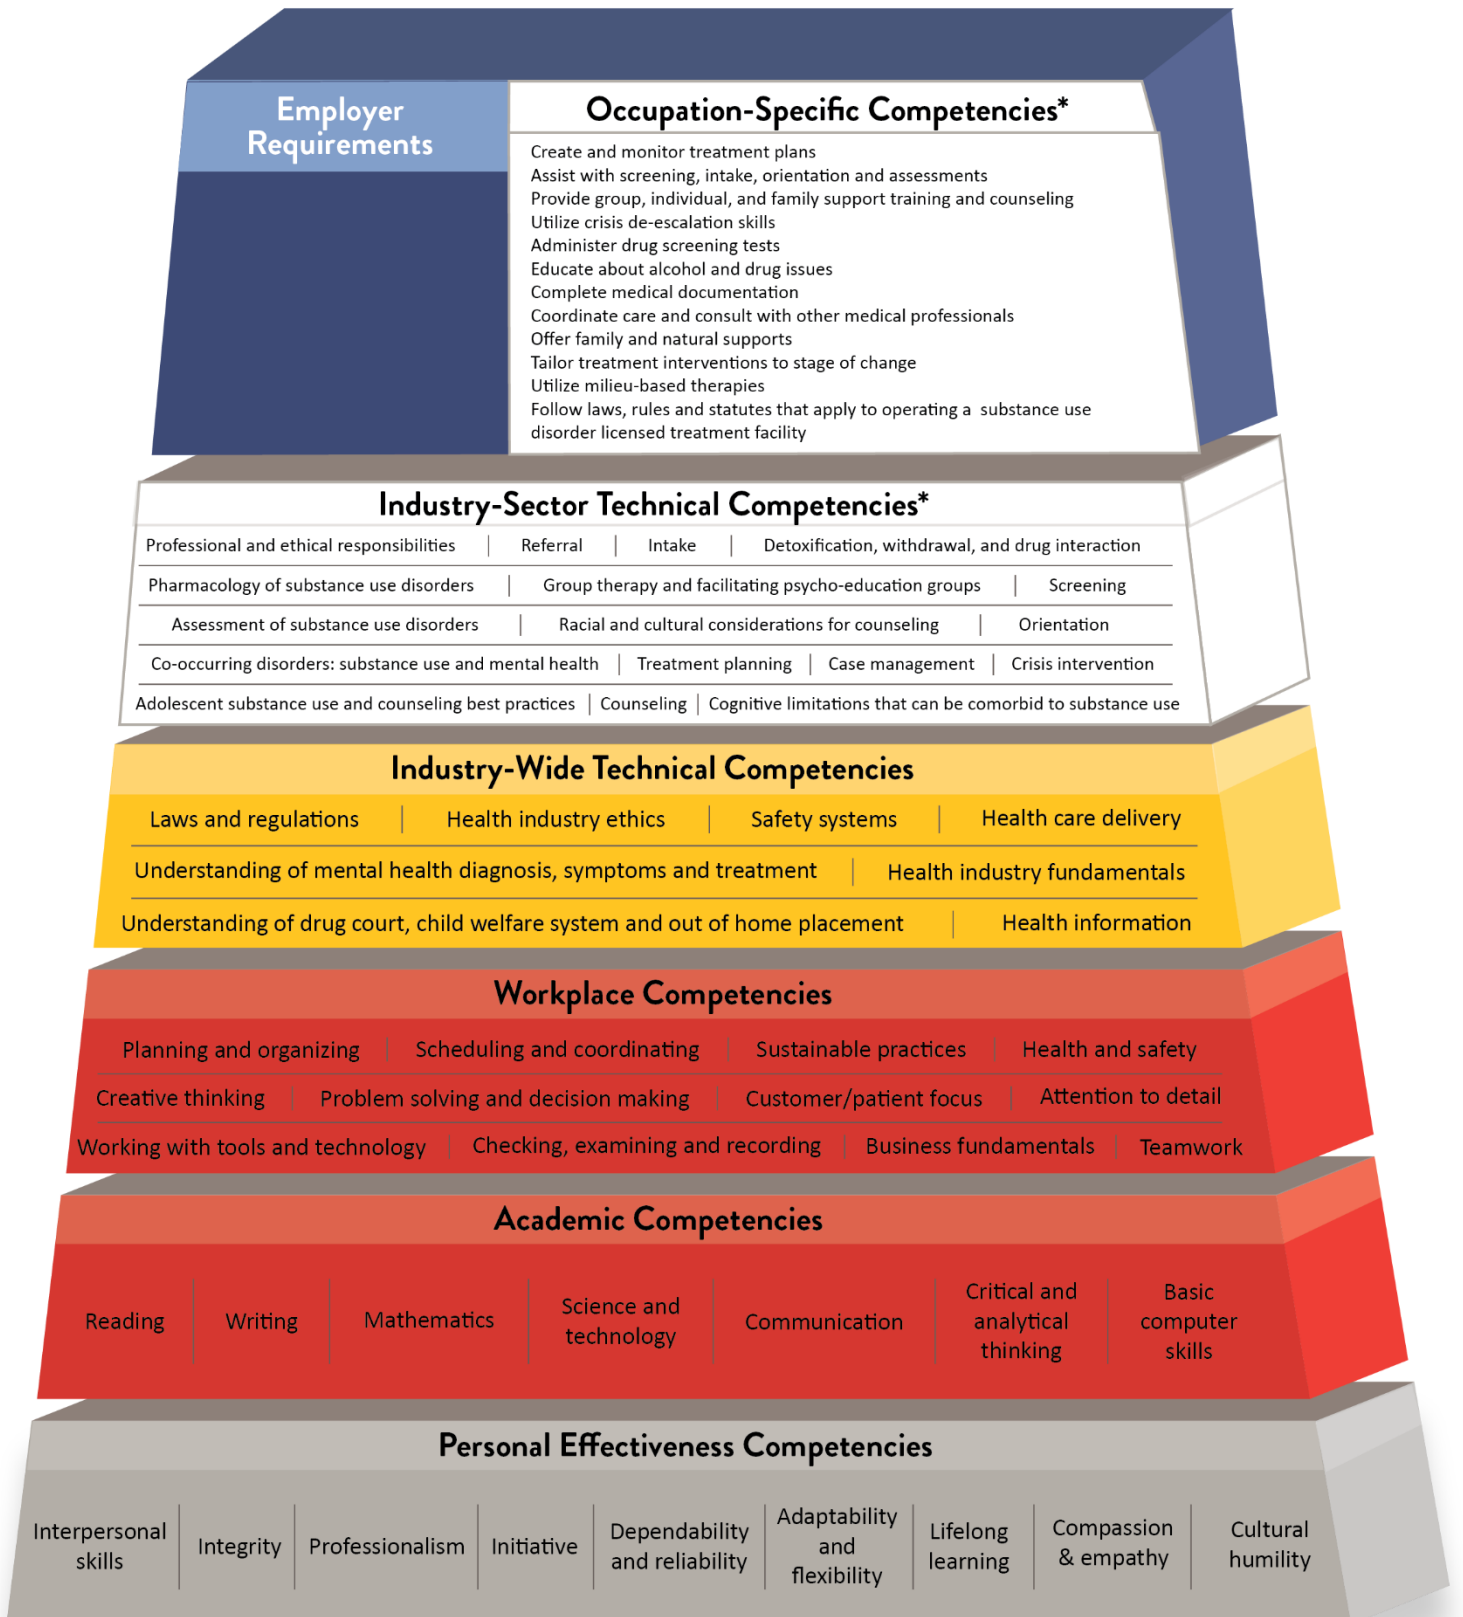 Employer
Requirements
Occupation-Specific Competencies*
Create and monitor treatment plans
Assist with screening, intake, orientation and assessments
Provide group, individual, and family support training and counseling
Utilize crisis de-escalation skills
Administer drug screening tests
Educate about alcohol and drug issues
Complete medical documentation
Coordinate care and consult with other medical professionals
Offer family and natural supports
Tailor treatment interventions to stage of change
Utilize milieu-based therapies
Follow laws, rules and statutes that apply to operating a substance use
disorder licensed treatment facility
Industry-Sector Technical Competencies*
Professional and ethical responsibilities | Referral | Intake | Detoxification, withdrawal, and drug interaction
Pharmacology of substance use disorders | Group therapy and facilitating psycho-education groups | Screening
Assessment of substance use disorders | Racial and cultural considerations for counseling | Orientation
Co-occurring disorders: substance use and mental health | Treatment planning | Case management | Crisis intervention
Adolescent substance use and counseling best practices | Counseling | Cognitive limitations that can be comorbid to substance use
Industry-Wide Technical Competencies
Laws and regulations | Health industry ethics | Safety systems | Health care delivery
Understanding of mental health diagnosis, symptoms and treatment | Health industry fundamentals
Understanding of drug court, child welfare system and out of home placement | Health information
Workplace Competencies
Planning and organizing | Scheduling and coordinating | Sustainable practices | Health and safety
Creative thinking | Problem solving and decision making | Customer/patient focus | Attention to detail
Working with tools and technology | Checking, examining and recording | Business fundamentals | Teamwork
Academic Competencies
Reading
Writing
Mathematics
Science and
technology
Communication
Critical and
analytical
thinking
Basic
computer
skills
Personal Effectiveness Competencies
Interpersonal
skills
Integrity
Professionalism
Initiative
Dependability
and reliability
Adaptability
and
flexibility
Lifelong
learning
Compassion
& empathy
Cultural
humility